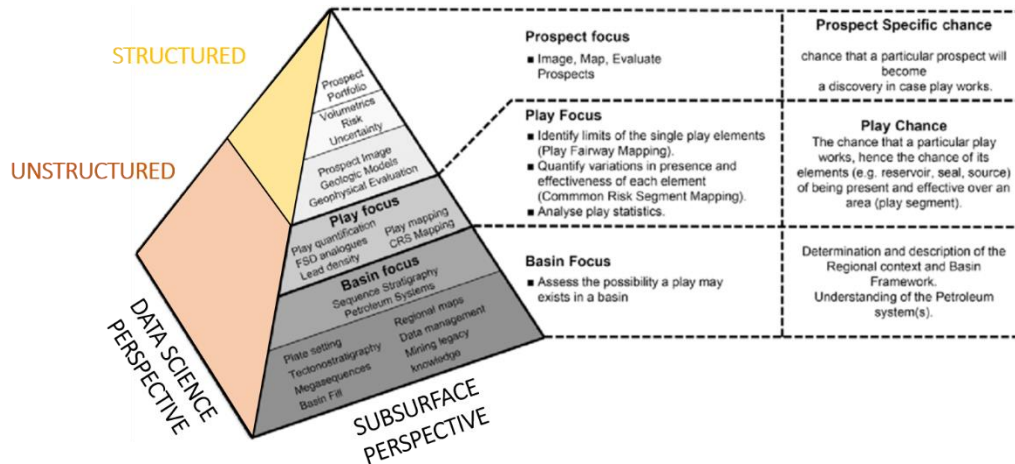 STRUCTURED
UNSTRUCTURED
DATA SCIENCE
PERSPECTIVE
SUBSURFACE
PERSPECTIVE
Prospect
Portfolio
Volumetrics
Risk
Uncertainty
Prospect Image
Geologic Models
Geophysical Evaluation
Play focus
Play quantification
FSD analogues
Lead density
Play mapping
CRS Mapping
Basin focus
Sequence Stratigraphy
Petroleum Systems
Plate setting
Tectonostratigraphy
Megasequences
Basin Fill
Regional maps
Data management
Mining legacy
knowledge
Prospect focus
■ Image, Map, Evaluate
Prospects
Prospect Specific chance
chance that a particular prospect will
become
a discovery in case play works.
Play Focus
■ Identify limits of the single play elements
(Play Fairway Mapping).
■ Quantify variations in presence and
effectiveness of each element
(Commmon Risk Segment Mapping).
■ Analyse play statistics.
Play Chance
The chance that a particular play
works, hence the chance of its
elements (e.g. reservoir, seal, source)
of being present and effective over an
area (play segment).
Basin Focus
■ Assess the possibility a play may
exists in a basin
Determination and description of the
Regional context and Basin
Framework.
Understanding of the Petroleum
system(s).